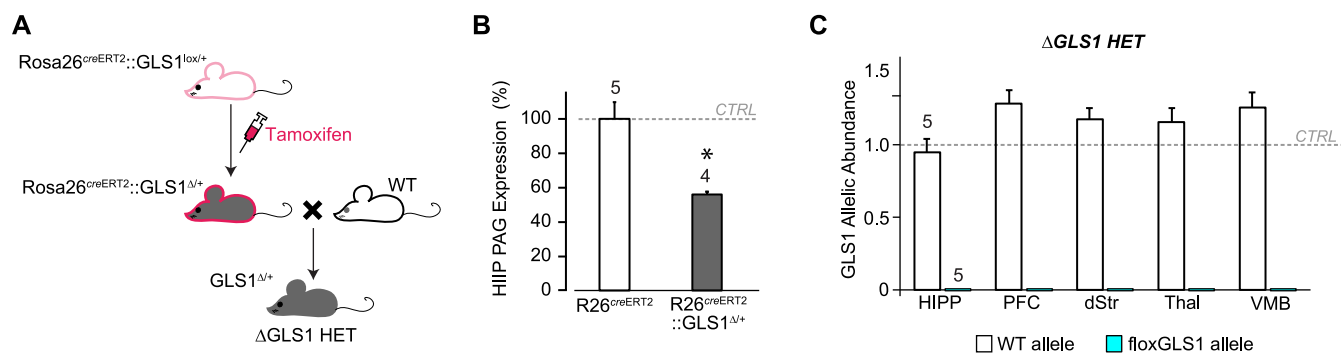 A
Rosa26creERT2::GLS1lox/+
Tamoxifen
Rosa26creERT2::GLS1Δ/+
WT
GLS1Δ/+
ΔGLS1 HET
B
HIIP PAG Expression (%)
100
80
60
40
20
0
5
CTRL
*
4
R26creERT2
R26creERT2
::GLS1Δ/+
C
ΔGLS1 HET
GLS1 Allelic Abundance
1.5
1.0
0.5
0
5
CTRL
5
HIPP
PFC
dStr
Thal
VMB
WT allele
floxGLS1 allele